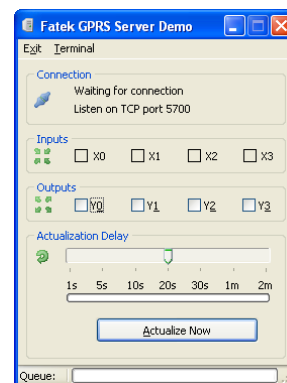 Fatek GPRS Server Demo
Exit Terminal
Connection
Waiting for connection
Listen on TCP port 5700
Inputs
X0 X1 X2 X3
Outputs
Y0 Y1 Y2 Y3
Actualization Delay
1s 5s 10s 20s 30s 1m 2m
Actualize Now
Queue: